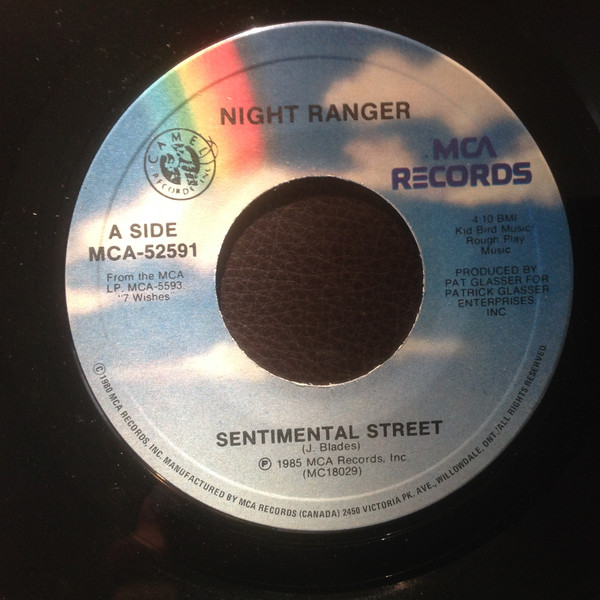 NIGHT RANGER
CAMEL
RECORDS INC.
MCA
RECORDS
A SIDE
MCA-52591
From the MCA
LP. MCA-5593
"7 Wishes"
4:10 BMI
Kid Bird Music/
Rough Play
Music
PRODUCED BY
PAT GLASSER FOR
PATRICK GLASSER
ENTERPRISES.
INC
SENTIMENTAL STREET
(J. Blades)
℗ 1985 MCA Records, Inc.
(MC18029)
©1980 MCA RECORDS, INC. MANUFACTURED BY MCA RECORDS (CANADA) 2450 VICTORIA PK. AVE., WILLOWDALE, ONT./ALL RIGHTS RESERVED